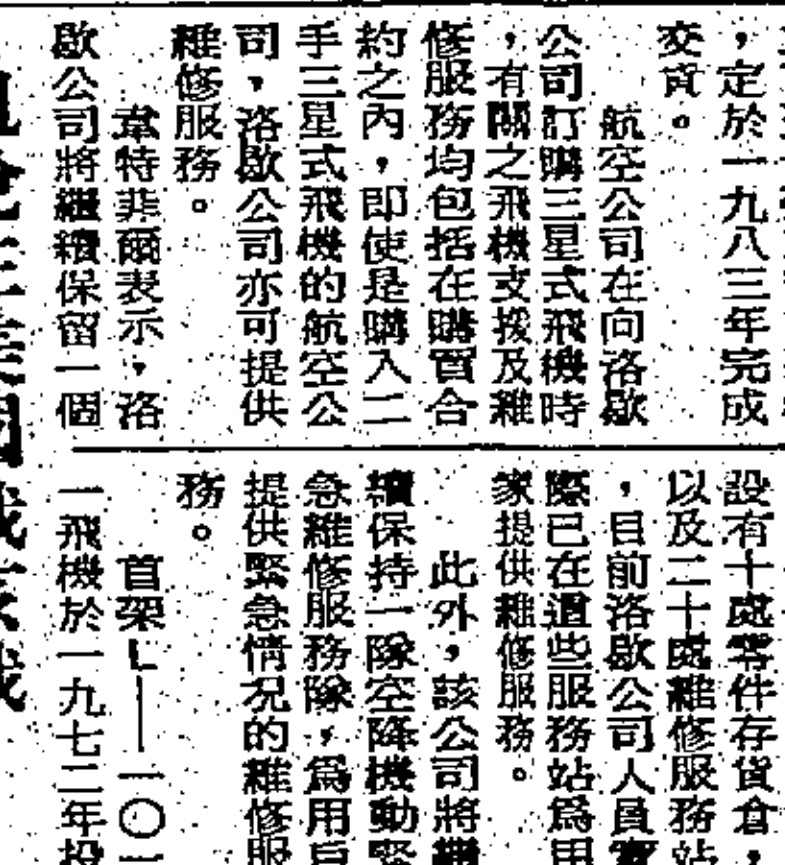 ，定於一九八三年完成
交貨。
航空公司在向洛歇
公司訂購三星式飛機時
，有關之飛機支援及維
修服務均包括在購買合
約之內，即使是購入二
手三星式飛機的航空公
司，洛歇公司亦可提供
維修服務。
韋特菲爾表示，洛
歇公司將繼續保留一個
設有十處零件存貨倉，
以及二十處維修服務站
，目前洛歇公司人員實
際已在這些服務站爲用
家提供維修服務。
此外，該公司將繼
續保持一隊空降機動緊
急維修服務隊，爲用戶
提供緊急情況的維修服
務。
首架L——一〇一
一飛機於一九七二年投